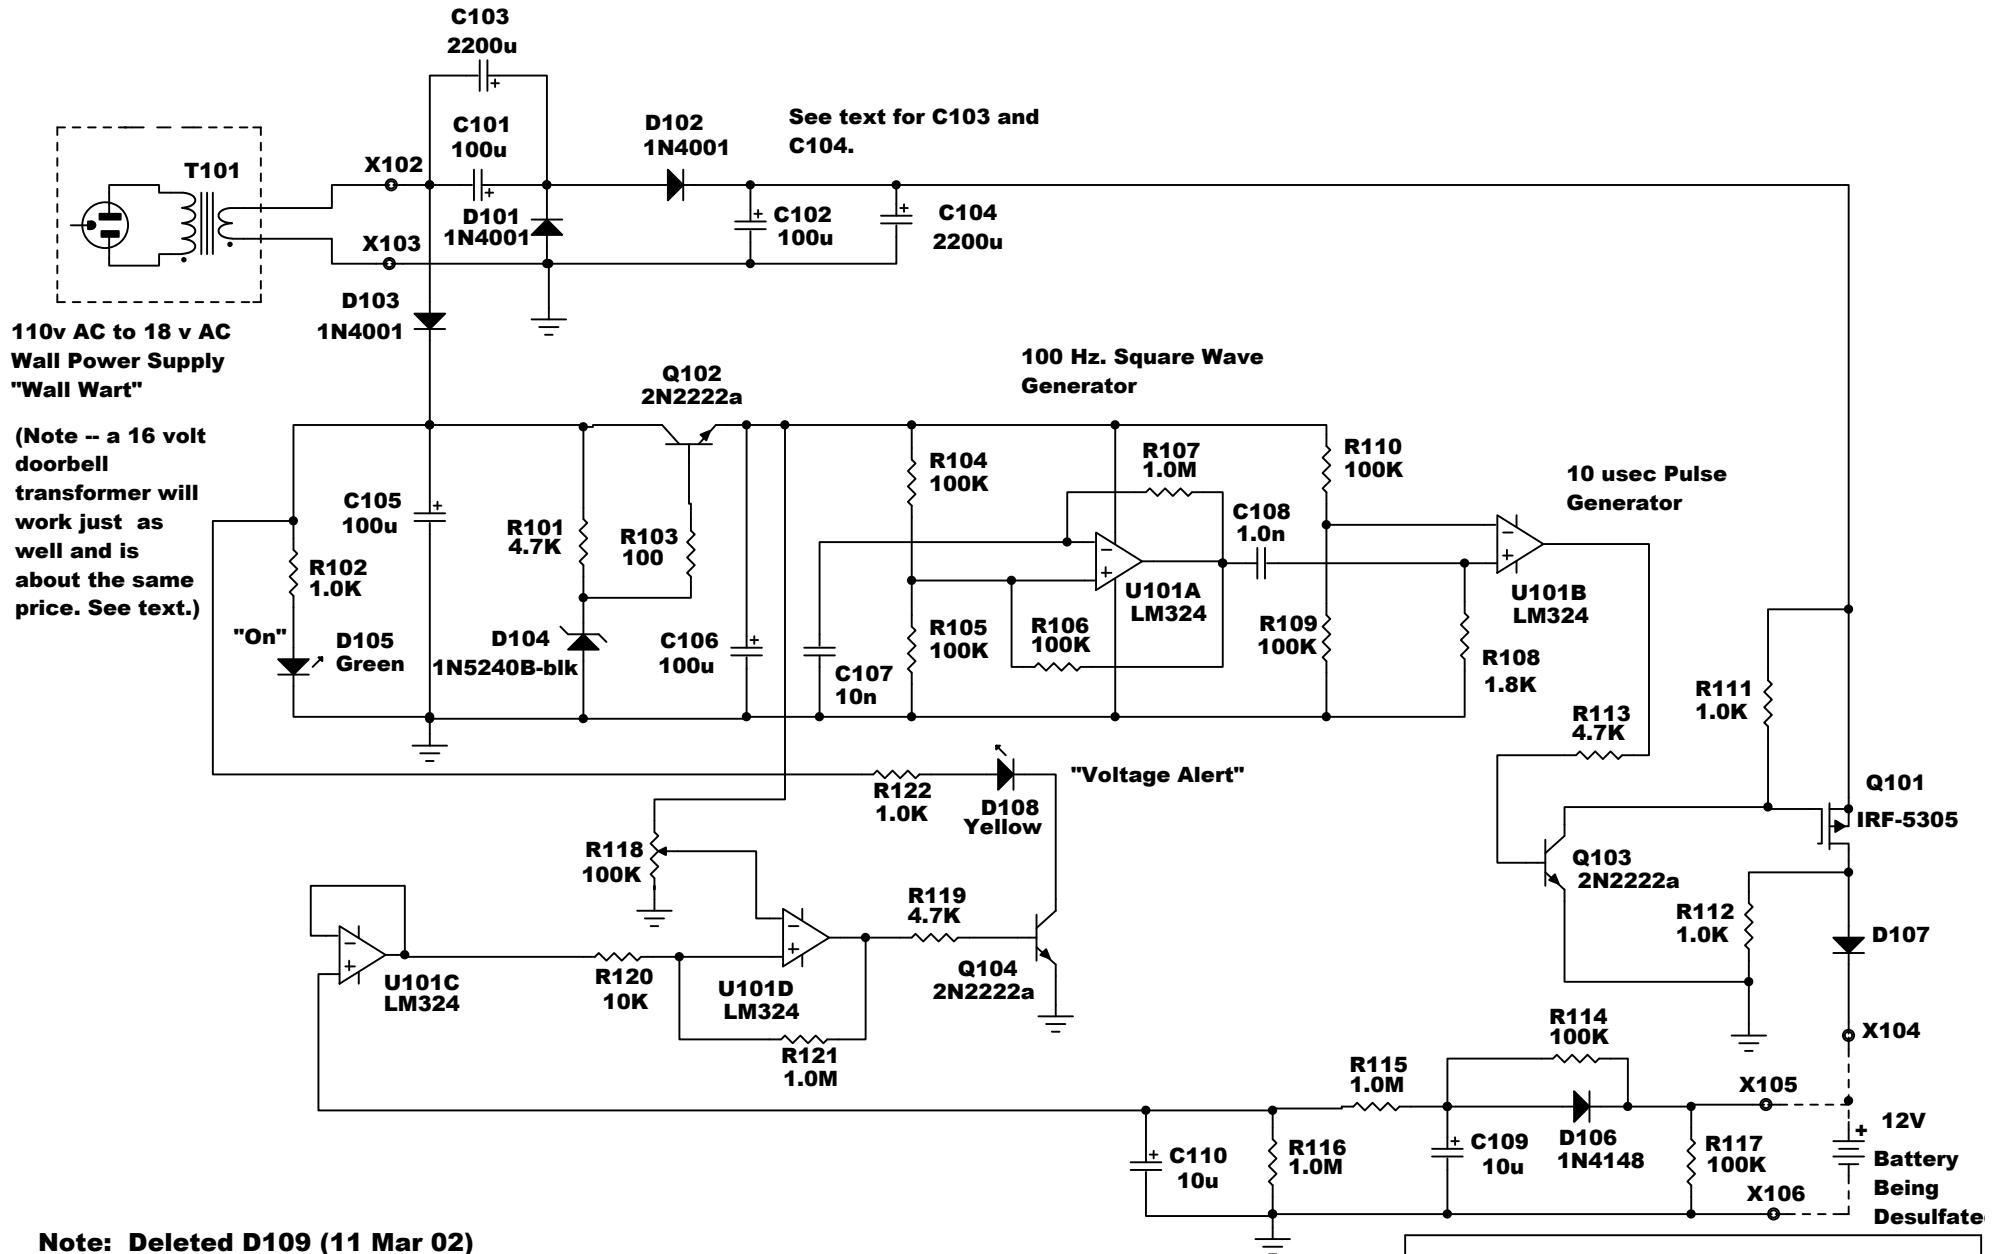 C103
2200u
C101
100u
D102
1N4001
See text for C103 and
C104.
X102
T101
D101
1N4001
C102
100u
C104
2200u
X103
D103
1N4001
110v AC to 18 v AC
Wall Power Supply
"Wall Wart"
(Note -- a 16 volt
doorbell
transformer will
work just as
well and is
about the same
price. See text.)
Q102
2N2222a
100 Hz. Square Wave
Generator
R104
100K
R107
1.0M
R110
100K
10 usec Pulse
Generator
C105
100u
R101
4.7K
R103
100
C108
1.0n
R102
1.0K
U101A
LM324
U101B
LM324
"On"
D105
Green
D104
1N5240B-blk
C106
100u
R105
100K
R106
100K
R109
100K
C107
10n
R108
1.8K
R111
1.0K
R113
4.7K
"Voltage Alert"
R122
1.0K
D108
Yellow
Q101
IRF-5305
R118
100K
Q103
2N2222a
R119
4.7K
R112
1.0K
D107
U101C
LM324
R120
10K
U101D
LM324
Q104
2N2222a
R121
1.0M
R114
100K
X104
R115
1.0M
X105
12V
C110
10u
R116
1.0M
C109
10u
D106
1N4148
R117
100K
Battery
Being
Desulfate
X106
Note: Deleted D109 (11 Mar 02)